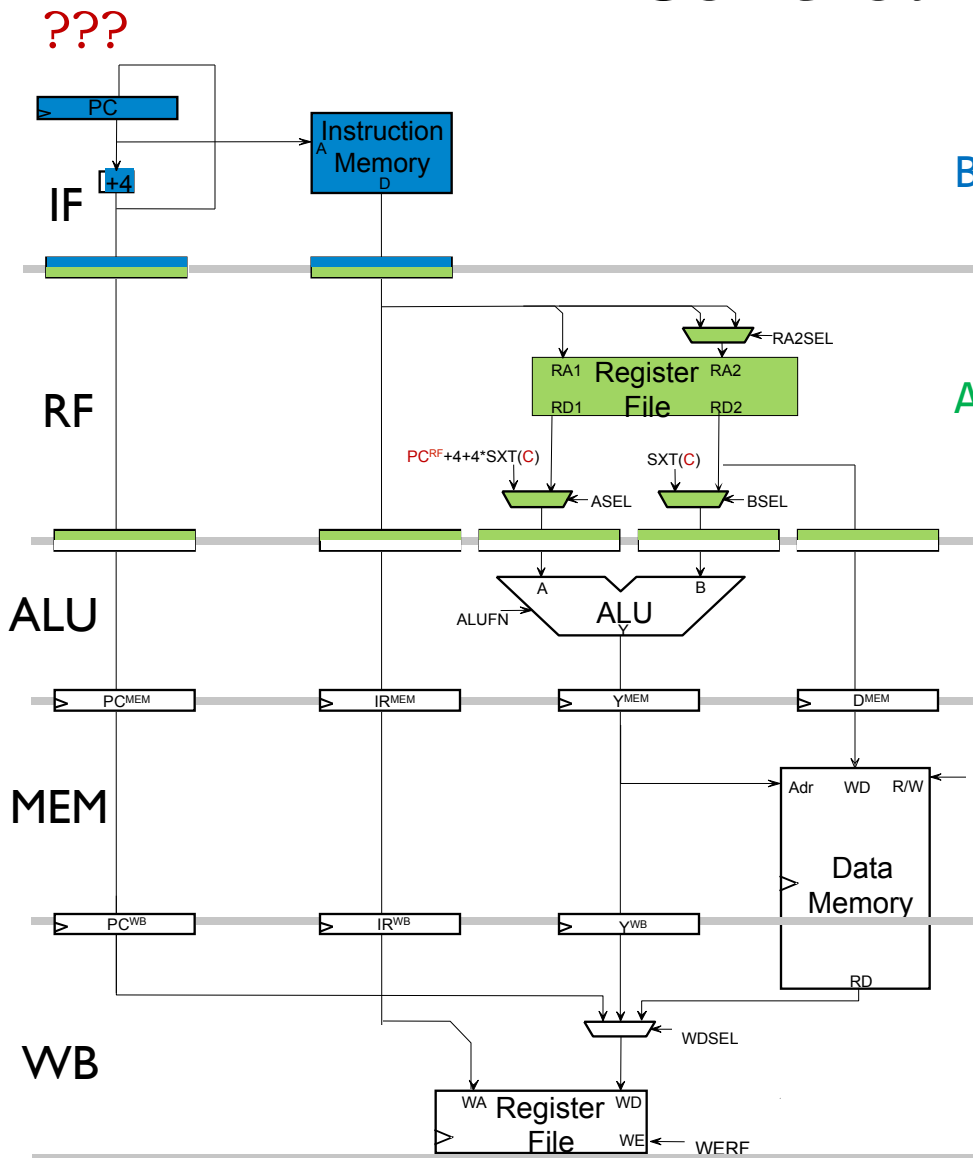 ???
PC
Instruction
A
Memory
D
+4
IF
B
RA2SEL
RA1
Register
RA2
RF
RD1
File
RD2
A
PCRF+4+4*SXT(C)
SXT(C)
ASEL
BSEL
A
B
ALU
ALUFN
ALU
Y
PCMEM
IRMEM
YMEM
DMEM
MEM
Adr
WD
R/W
Data
Memory
PCWB
IRWB
YWB
RD
WDSEL
WB
WA
Register
WD
File
WE
WERF